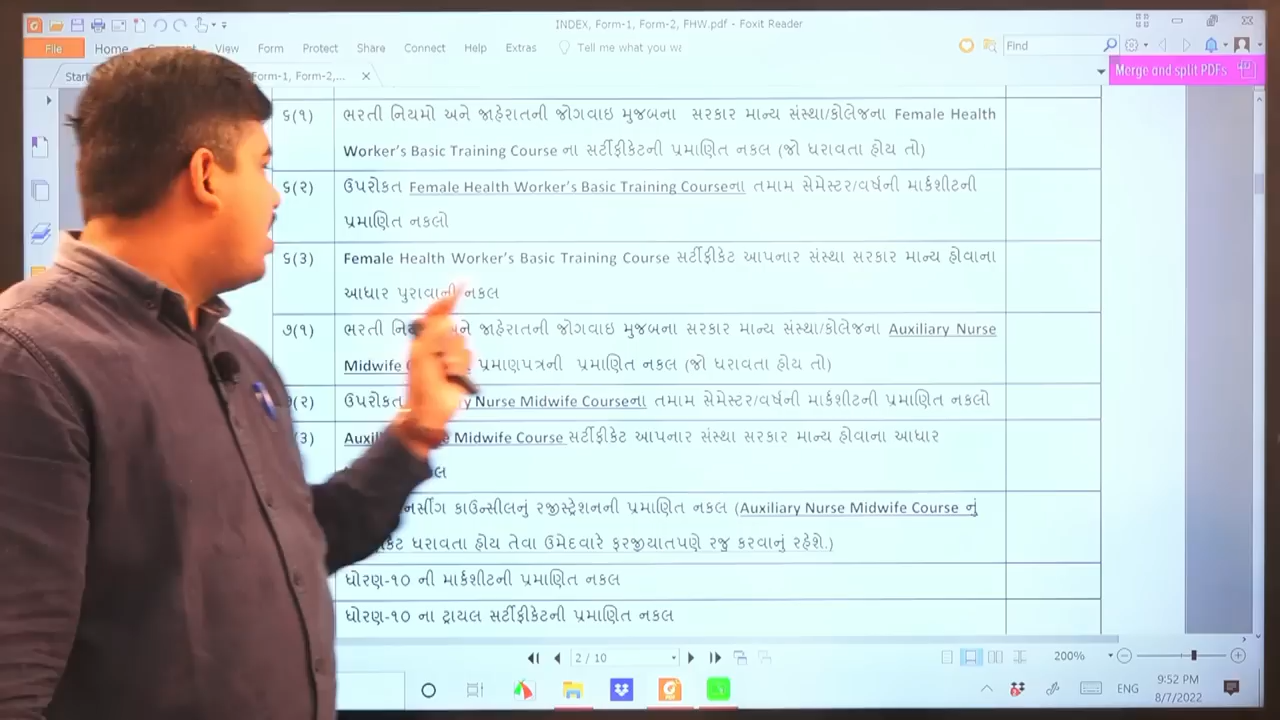 INDEX, Form-1, Form-2, FHW.pdf - Foxit Reader
File Home View Form Protect Share Connect Help Extras Tell me what you w Find
Start Form-1, Form-2,...
Merge and split PDFs
૬(૧) ભરતી નિયમો અને જાહેરાતની જોગવાઇ મુજબના સરકાર માન્ય સંસ્થા/કોલેજના Female Health
Worker's Basic Training Course ના સર્ટીફીકેટની પ્રમાણિત નકલ (જો ધરાવતા હોય તો)
૬(૨) ઉપરોકત Female Health Worker's Basic Training Courseના તમામ સેમેસ્ટર/વર્ષની માર્કશીટની
પ્રમાણિત નકલો
૬(૩) Female Health Worker's Basic Training Course સર્ટીફીકેટ આપનાર સંસ્થા સરકાર માન્ય હોવાના
આધાર પુરાવાની નકલ
૭(૧) ભરતી અને જાહેરાતની જોગવાઇ મુજબના સરકાર માન્ય સંસ્થા/કોલેજના Auxiliary Nurse
Midwife પ્રમાણપત્રની પ્રમાણિત નકલ (જો ધરાવતા હોય તો)
(૨) ઉપરોકત Nurse Midwife Courseના તમામ સેમેસ્ટર/વર્ષની માર્કશીટની પ્રમાણિત નકલો
(૩) Midwife Course સર્ટીફીકેટ આપનાર સંસ્થા સરકાર માન્ય હોવાના આધાર
નર્સીંગ કાઉન્સીલનું રજીસ્ટ્રેશનની પ્રમાણિત નકલ (Auxiliary Nurse Midwife Course નું
ધરાવતા હોય તેવા ઉમેદવારે ફરજીયાતપણે રજુ કરવાનું રહેશે.)
ધોરણ-૧૦ ની માર્કશીટની પ્રમાણિત નકલ
ધોરણ-૧૦ ના ટ્રાયલ સર્ટીફીકેટની પ્રમાણિત નકલ
2 / 10 200%
ENG 9:52 PM
8/7/2022